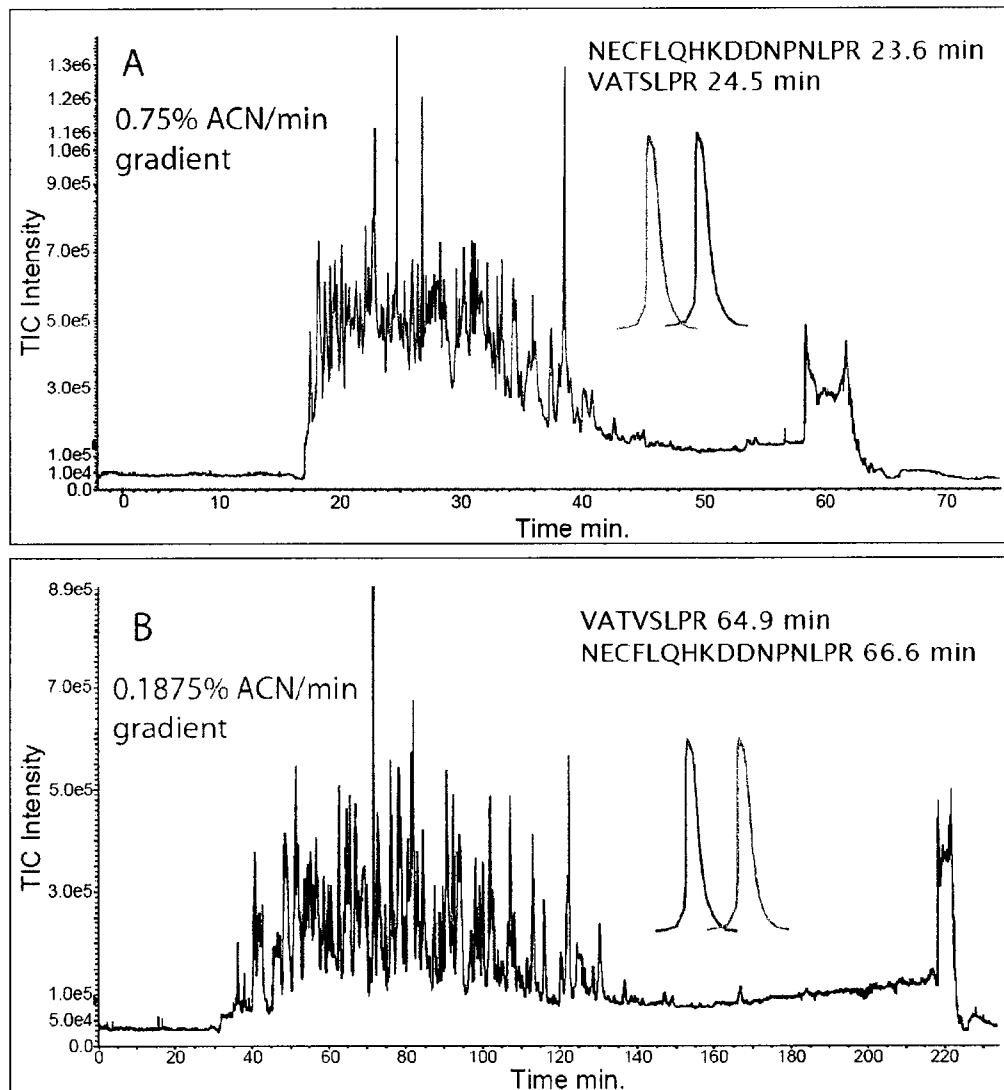 A
0.75% ACN/min
gradient
NECFLQHKDDNPNLPR 23.6 min
VATSLPR 24.5 min
TIC Intensity
1.3e6
1.2e6
1.1e6
1.0e6
9.0e5
7.0e5
5.0e5
3.0e5
1.0e5
1.0e4
0.0
0 10 20 30 40 50 60 70
Time min.
B
0.1875% ACN/min
gradient
VATVSLPR 64.9 min
NECFLQHKDDNPNLPR 66.6 min
TIC Intensity
8.9e5
7.0e5
5.0e5
3.0e5
1.0e5
5.0e4
0.0
0 20 40 60 80 100 120 140 160 180 200 220
Time min.